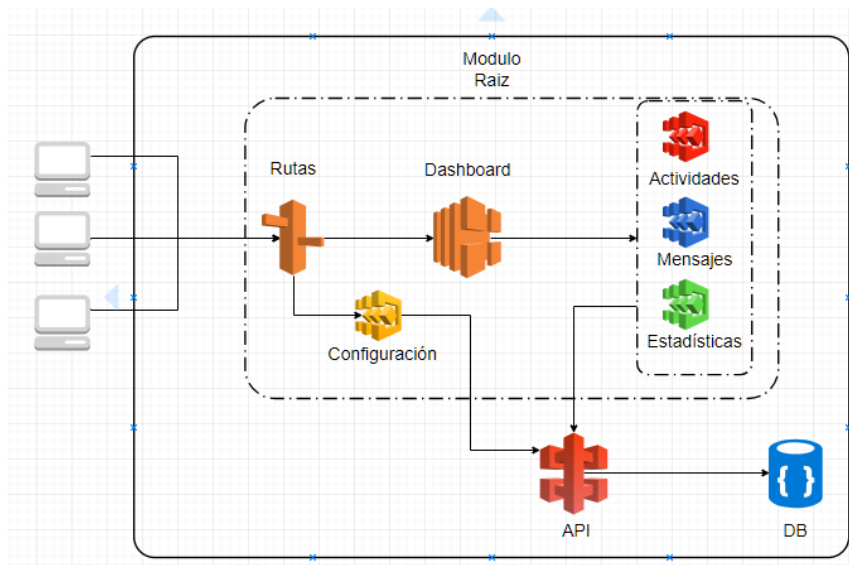 Modulo
Raiz
Rutas
Dashboard
Actividades
Mensajes
Estadísticas
Configuración
API
DB